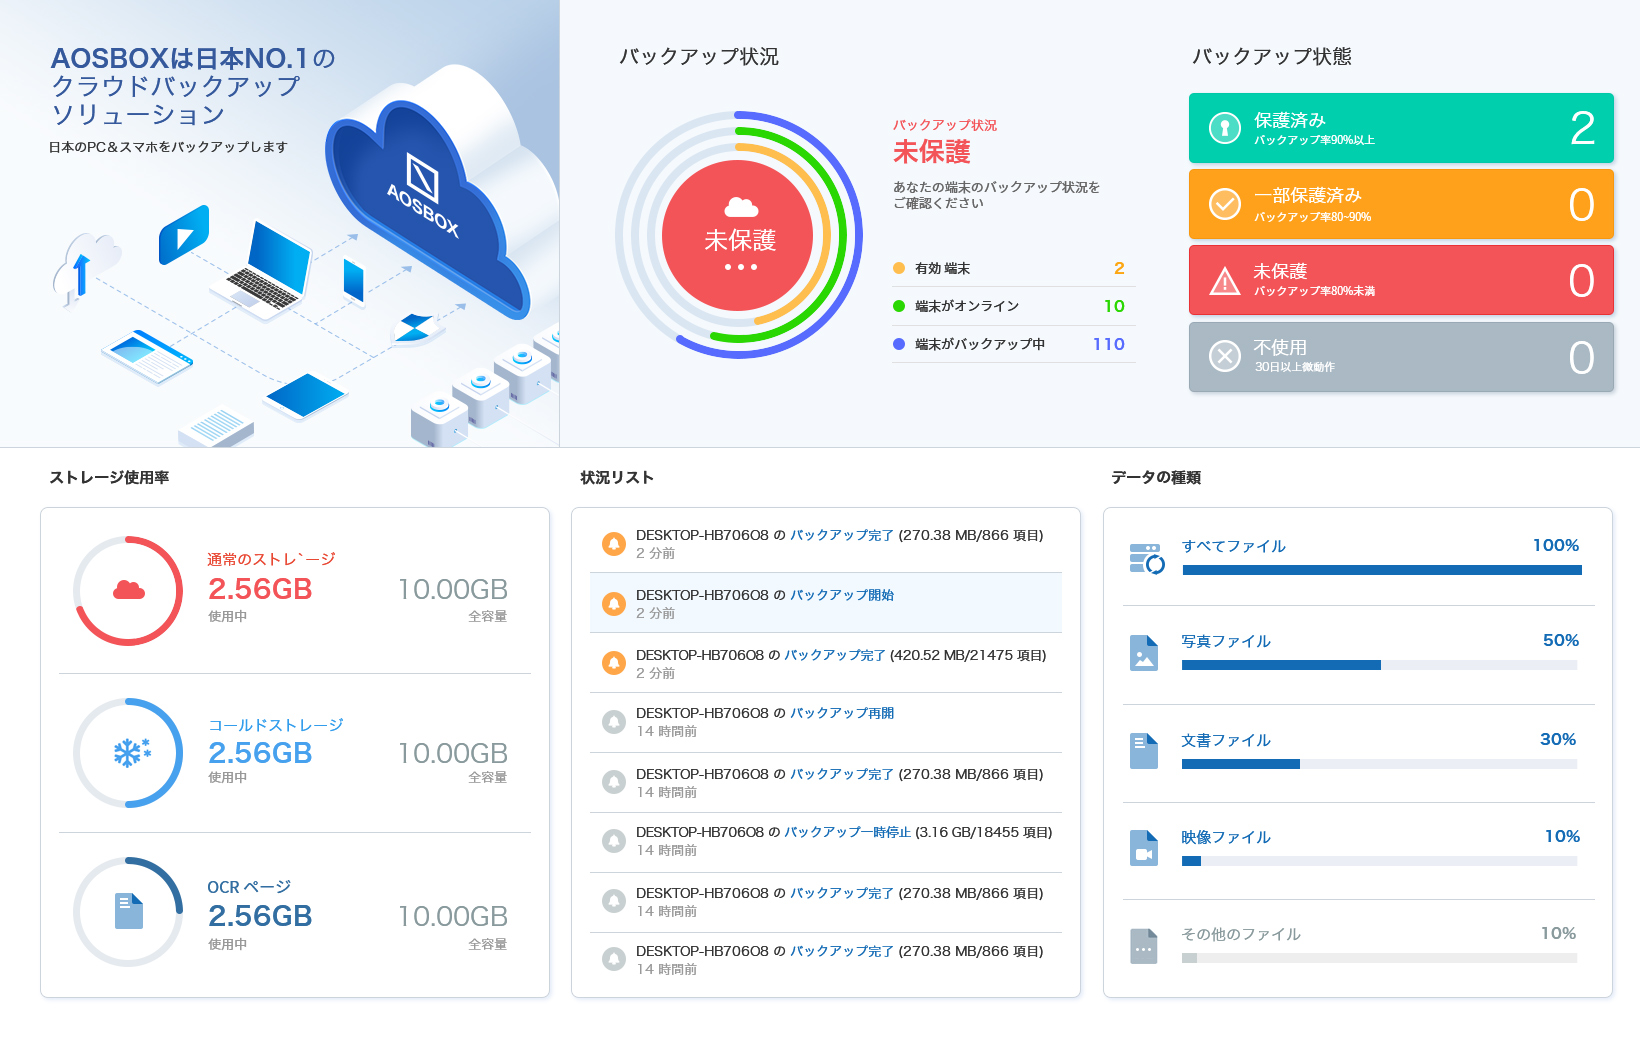 AOSBOXは日本NO.1の
クラウドバックアップ
ソリューション
日本のPC&スマホをバックアップします
AOSBOX
バックアップ状況
未保護
バックアップ状況
未保護
あなたの端末のバックアップ状況を
ご確認ください
有効 端末 2
端末がオンライン 10
端末がバックアップ中 110
バックアップ状態
保護済み
バックアップ率90%以上
2
一部保護済み
バックアップ率80~90%
0
未保護
バックアップ率80%未満
0
不使用
30日以上微動作
0
ストレージ使用率
通常のストレ`ージ
2.56GB 10.00GB
使用中 全容量
コールドストレージ
2.56GB 10.00GB
使用中 全容量
OCR ページ
2.56GB 10.00GB
使用中 全容量
状況リスト
DESKTOP-HB706O8 の バックアップ完了 (270.38 MB/866 項目)
2 分前
DESKTOP-HB706O8 の バックアップ開始
2 分前
DESKTOP-HB706O8 の バックアップ完了 (420.52 MB/21475 項目)
2 分前
DESKTOP-HB706O8 の バックアップ再開
14 時間前
DESKTOP-HB706O8 の バックアップ完了 (270.38 MB/866 項目)
14 時間前
DESKTOP-HB706O8 の バックアップ一時停止 (3.16 GB/18455 項目)
14 時間前
DESKTOP-HB706O8 の バックアップ完了 (270.38 MB/866 項目)
14 時間前
DESKTOP-HB706O8 の バックアップ完了 (270.38 MB/866 項目)
14 時間前
データの種類
すべてファイル 100%
写真ファイル 50%
文書ファイル 30%
映像ファイル 10%
その他のファイル 10%